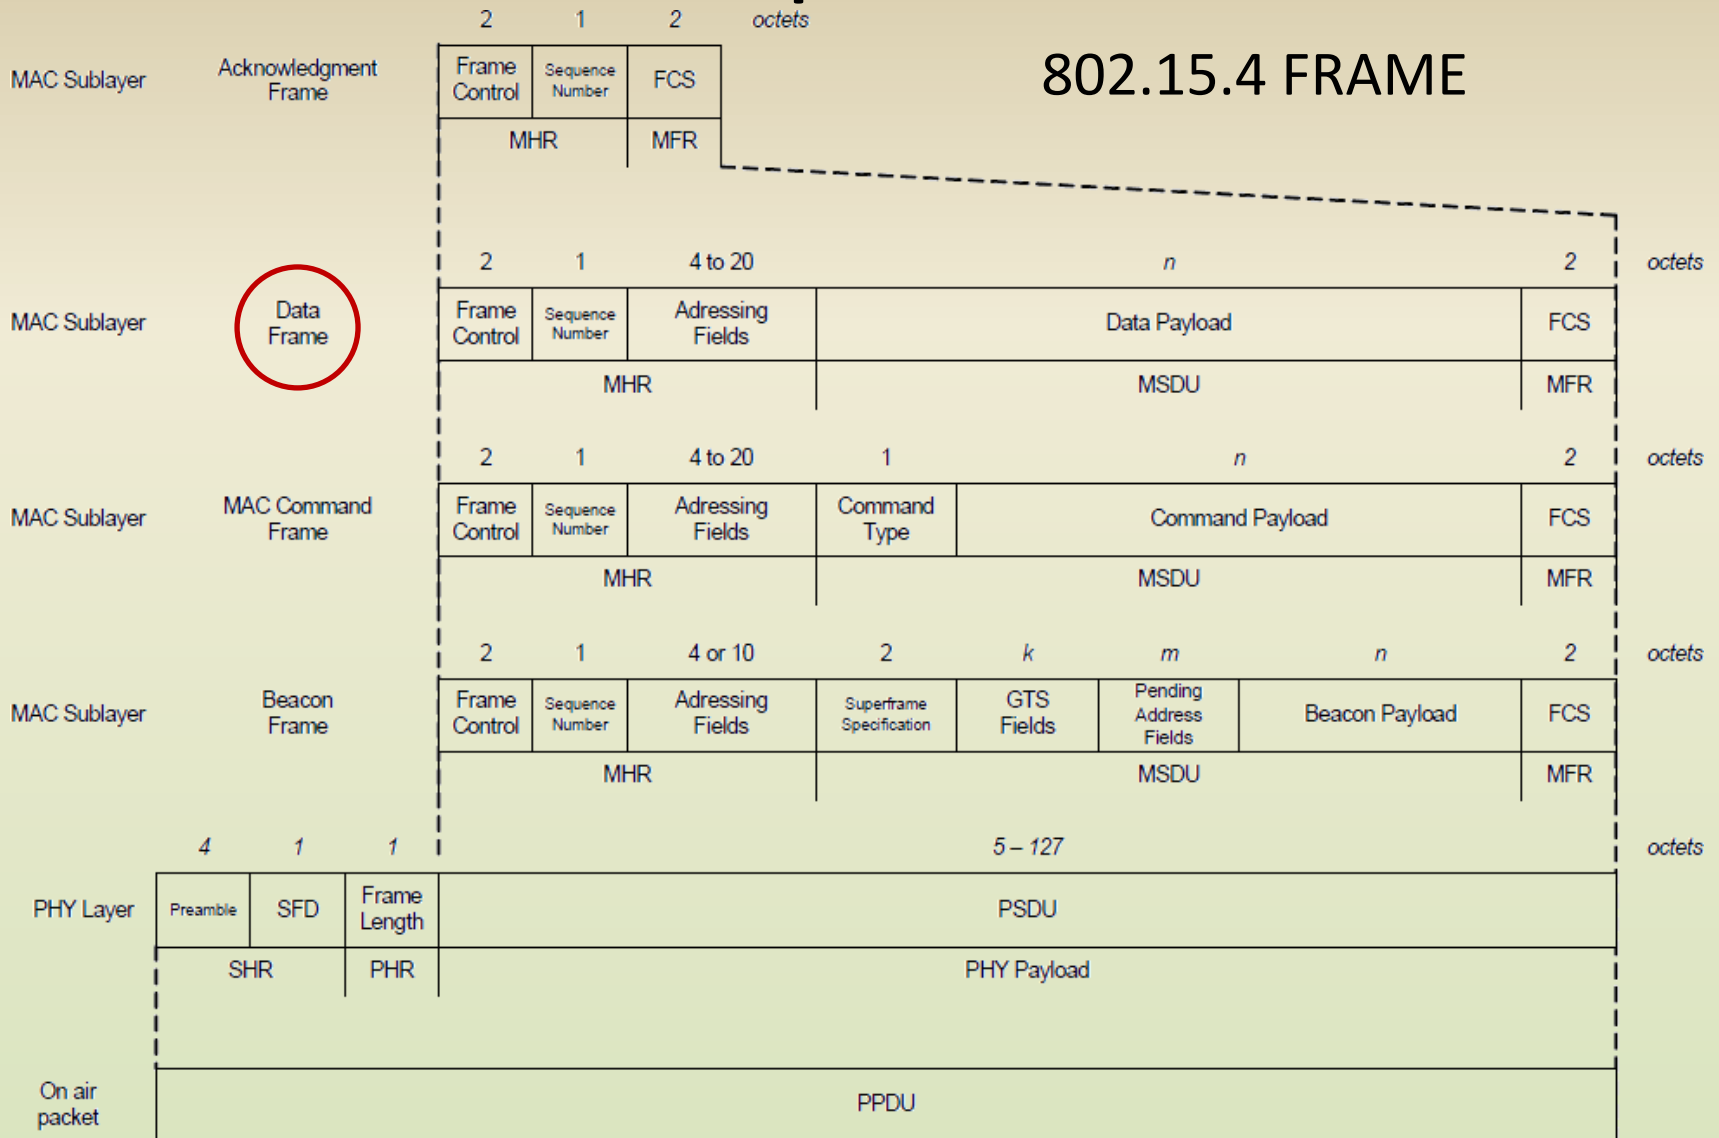 2 1 2 octets
802.15.4 FRAME
MAC Sublayer Acknowledgment Frame Frame Control Sequence Number FCS
MHR MFR
2 1 4 to 20 n 2 octets
MAC Sublayer Data Frame Frame Control Sequence Number Adressing Fields Data Payload FCS
MHR MSDU MFR
2 1 4 to 20 1 n 2 octets
MAC Sublayer MAC Command Frame Frame Control Sequence Number Adressing Fields Command Type Command Payload FCS
MHR MSDU MFR
2 1 4 or 10 2 k m n 2 octets
MAC Sublayer Beacon Frame Frame Control Sequence Number Adressing Fields Superframe Specification GTS Fields Pending Address Fields Beacon Payload FCS
MHR MSDU MFR
4 1 1 5 – 127 octets
PHY Layer Preamble SFD Frame Length PSDU
SHR PHR PHY Payload
On air packet PPDU